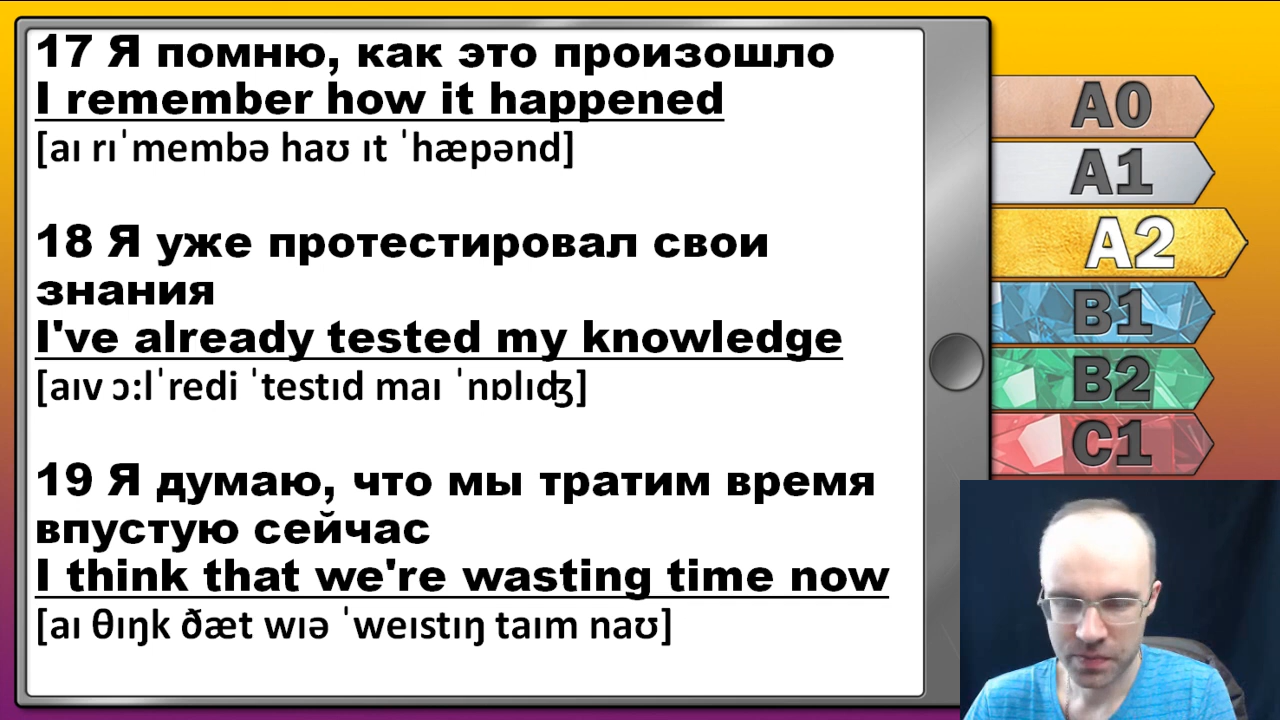 17 Я помню, как это произошло
I remember how it happened
[aɪ rɪˈmembə haʊ ɪt ˈhæpənd]
18 Я уже протестировал свои
знания
I've already tested my knowledge
[aɪv ɔ:lˈredi ˈtestɪd maɪ ˈnɒlɪʤ]
19 Я думаю, что мы тратим время
впустую сейчас
I think that we're wasting time now
[aɪ θɪŋk ðæt wɪə ˈweɪstɪŋ taɪm naʊ]
A0
A1
A2
B1
B2
C1